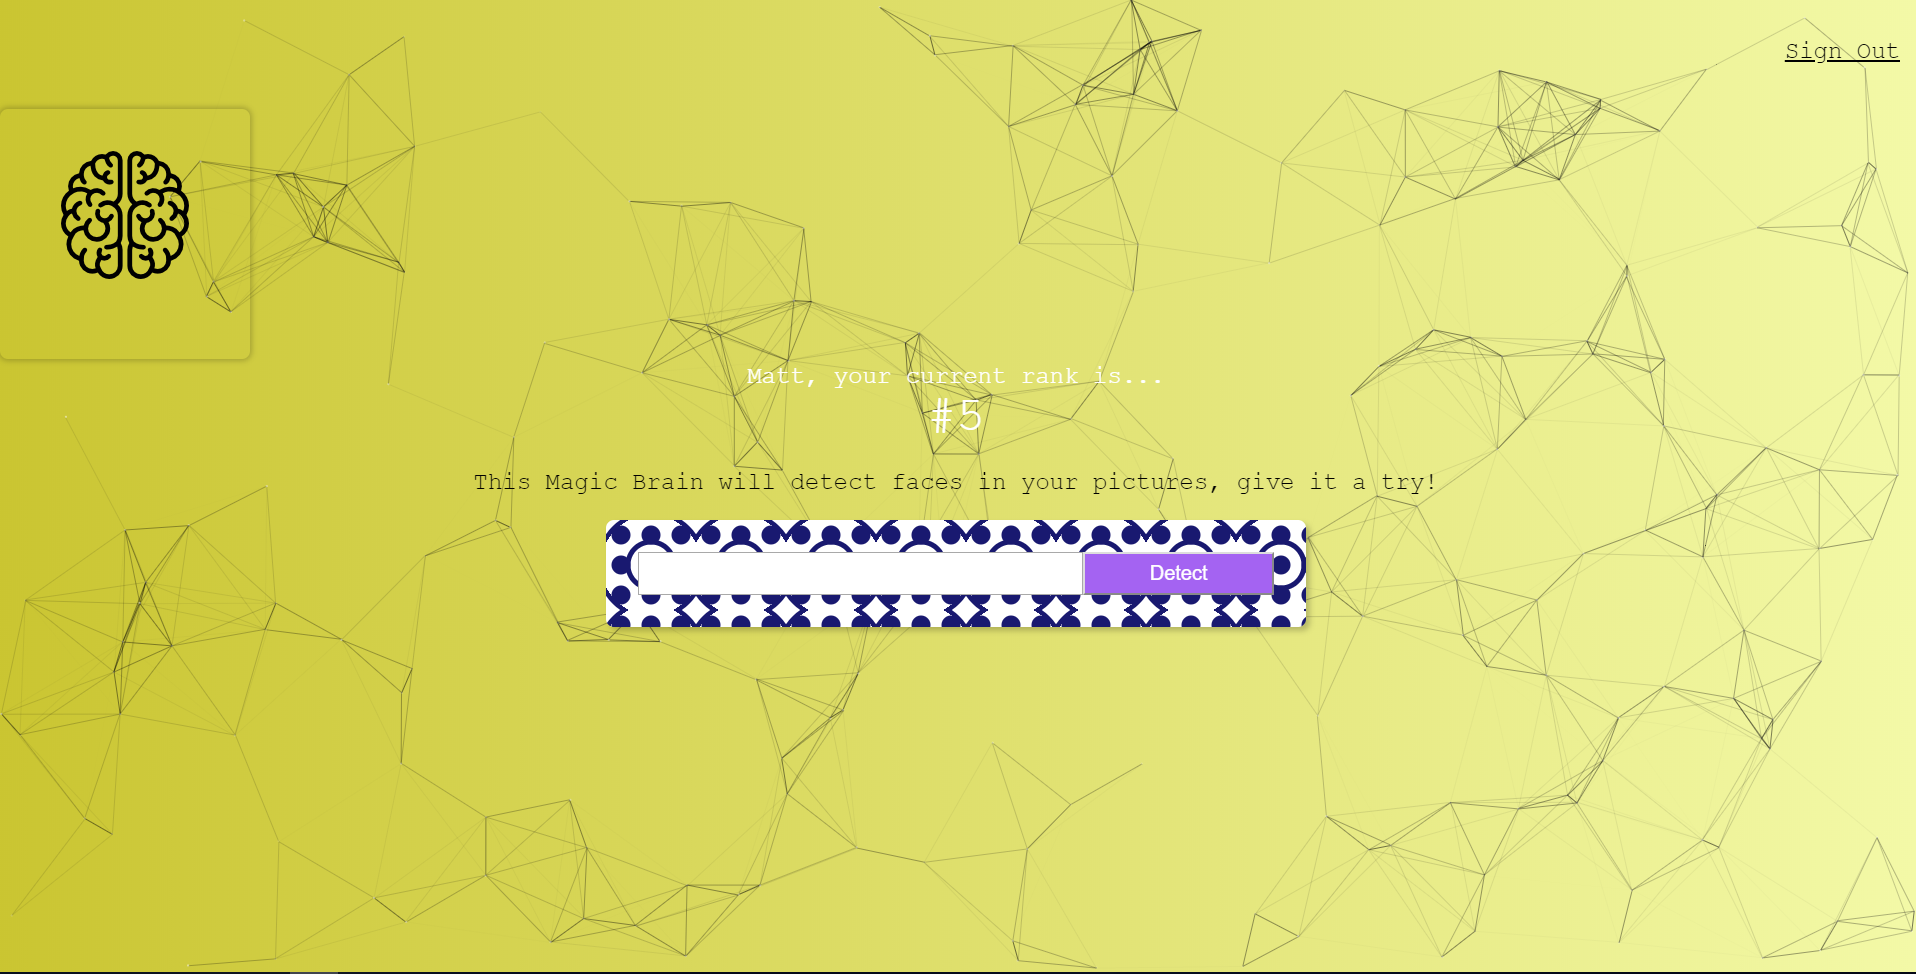 Sign Out
Matt, your current rank is...
#5
This Magic Brain will detect faces in your pictures, give it a try!
Detect